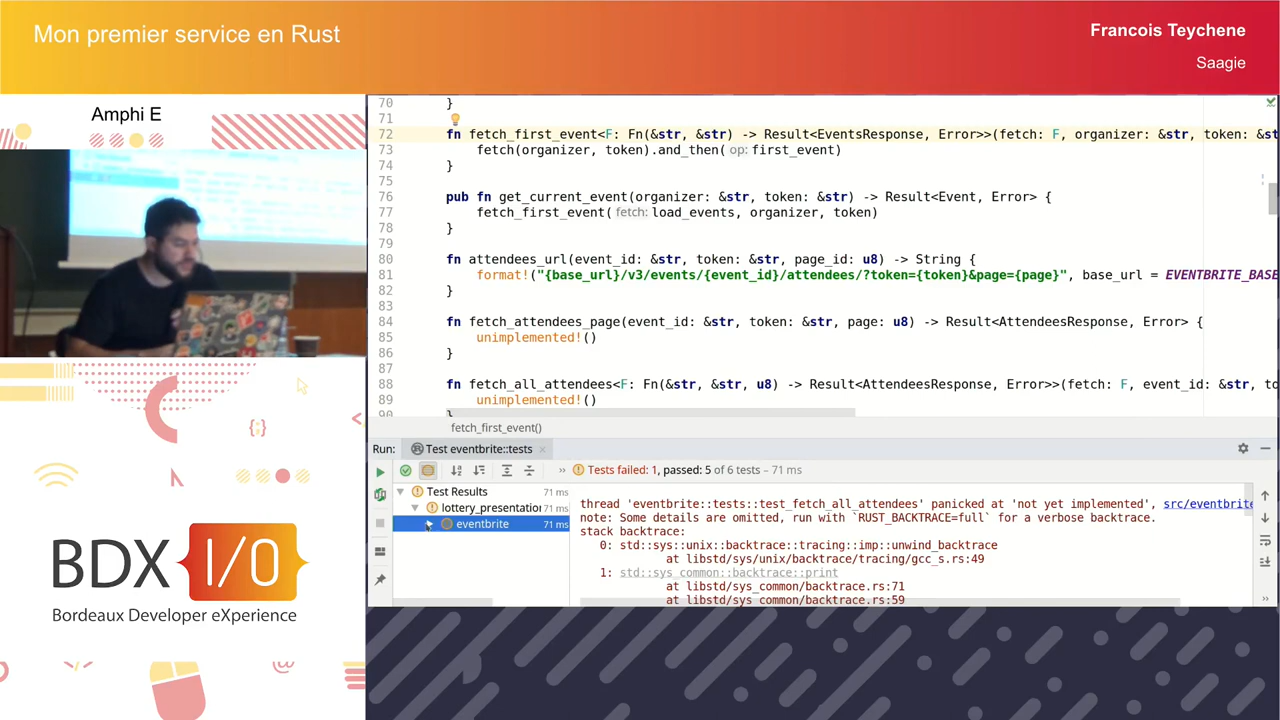 Mon premier service en Rust
Francois Teychene
Saagie
Amphi E
70 }
71
72 fn fetch_first_event<F: Fn(&str, &str) -> Result<EventsResponse, Error>>(fetch: F, organizer: &str, token: &st
73 fetch(organizer, token).and_then( op: first_event)
74 }
75
76 pub fn get_current_event(organizer: &str, token: &str) -> Result<Event, Error> {
77 fetch_first_event( fetch: load_events, organizer, token)
78 }
79
80 fn attendees_url(event_id: &str, token: &str, page_id: u8) -> String {
81 format!("{base_url}/v3/events/{event_id}/attendees/?token={token}&page={page}", base_url = EVENTBRITE_BASE
82 }
83
84 fn fetch_attendes_page(event_id: &str, token: &str, page: u8) -> Result<AttendeesResponse, Error> {
85 unimplemented!()
86 }
87
88 fn fetch_all_attendees<F: Fn(&str, &str, u8) -> Result<AttendeesResponse, Error>>(fetch: F, event_id: &str, to
89 unimplemented!()
90 }
fetch_first_event()
Run: Test eventbrite::tests
Tests failed: 1, passed: 5 of 6 tests – 71 ms
Test Results 71 ms
lottery_presentation 71 ms
eventbrite 71 ms
thread 'eventbrite::tests::test_fetch_all_attendees' panicked at 'not yet implemented', src/eventbrite
note: Some details are omitted, run with `RUST_BACKTRACE=full` for a verbose backtrace.
stack backtrace:
0: std::sys::unix::backtrace::tracing::imp::unwind_backtrace
at libstd/sys/unix/backtrace/tracing/gcc_s.rs:49
1: std::sys_common::backtrace::print
at libstd/sys_common/backtrace.rs:71
at libstd/sys_common/backtrace.rs:59
BDX I/O
Bordeaux Developer eXperience